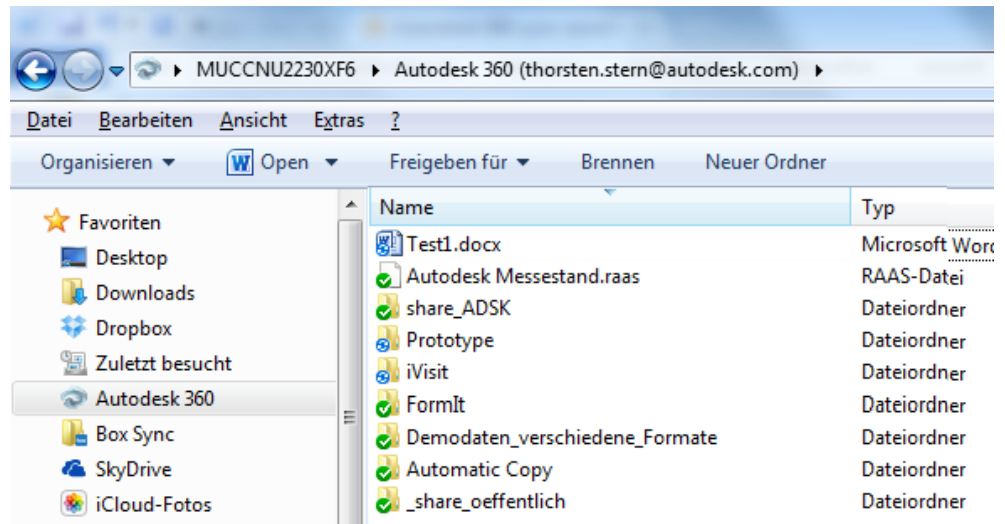 MUCCNU2230XF6 Autodesk 360 (thorsten.stern@autodesk.com)
Datei Bearbeiten Ansicht Extras ?
Organisieren Open Freigeben für Brennen Neuer Ordner
Favoriten
Desktop
Downloads
Dropbox
Zuletzt besucht
Autodesk 360
Box Sync
SkyDrive
iCloud-Fotos
Name Typ
Test1.docx Microsoft Word
Autodesk Messestand.raas RAAS-Datei
share_ADSK Dateiordner
Prototype Dateiordner
iVisit Dateiordner
FormIt Dateiordner
Demodaten_verschiedene_Formate Dateiordner
Automatic Copy Dateiordner
_share_oeffentlich Dateiordner